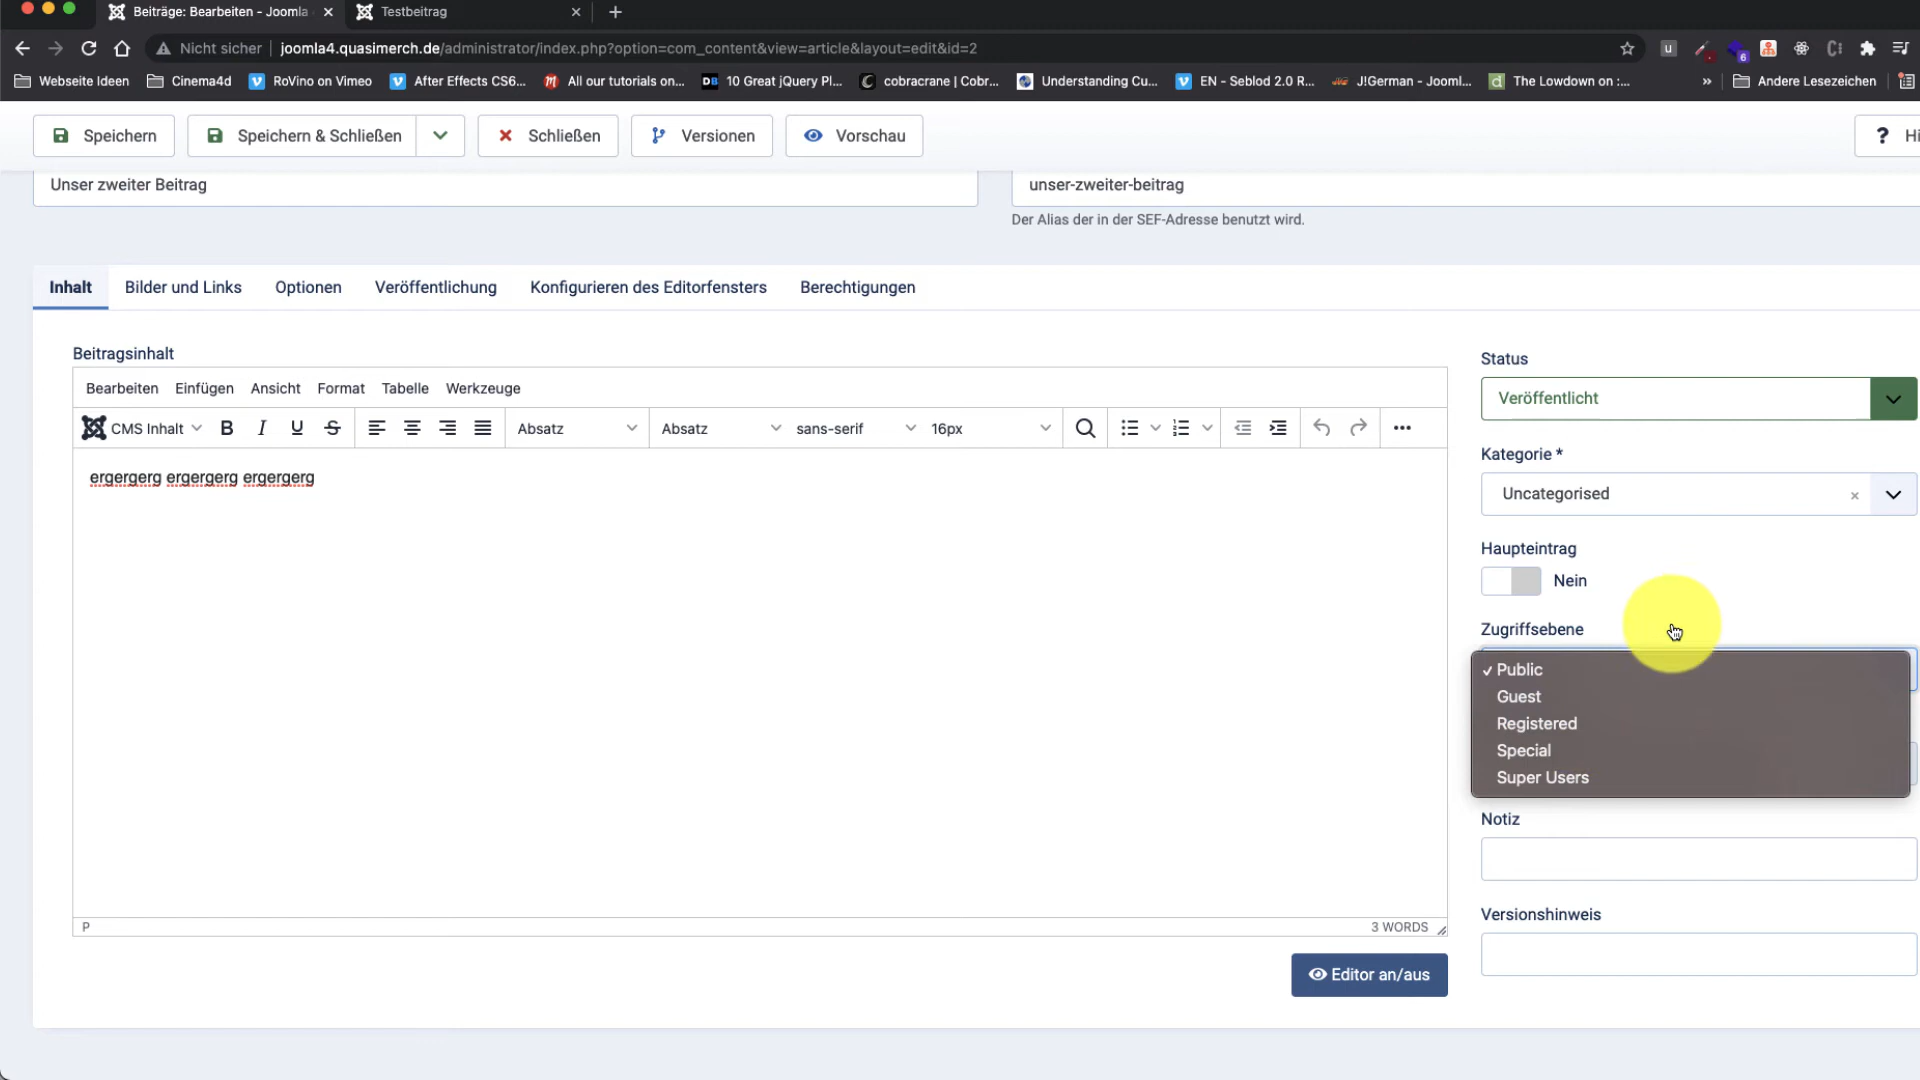 Beiträge: Bearbeiten - Joomla
Testbeitrag
Nicht sicher
joomla4.quasimerch.de/administrator/index.php?option=com_content&view=article&layout=edit&id=2
Webseite Ideen
Cinema4d
RoVino on Vimeo
After Effects CS6...
All our tutorials on...
10 Great jQuery Pl...
cobracrane | Cobr...
Understanding Cu...
EN - Seblod 2.0 R...
J!German - Jooml...
The Lowdown on :...
»
Andere Lesezeichen
Speichern
Speichern & Schließen
Schließen
Versionen
Vorschau
? Hi
Unser zweiter Beitrag
unser-zweiter-beitrag
Der Alias der in der SEF-Adresse benutzt wird.
Inhalt
Bilder und Links
Optionen
Veröffentlichung
Konfigurieren des Editorfensters
Berechtigungen
Beitragsinhalt
Bearbeiten
Einfügen
Ansicht
Format
Tabelle
Werkzeuge
CMS Inhalt
B
I
U
S
Absatz
Absatz
sans-serif
16px
ergergerg ergergerg ergergerg
P
3 WORDS
Editor an/aus
Status
Veröffentlicht
Kategorie *
Uncategorised
Haupteintrag
Nein
Zugriffsebene
✓ Public
Guest
Registered
Special
Super Users
Notiz
Versionshinweis